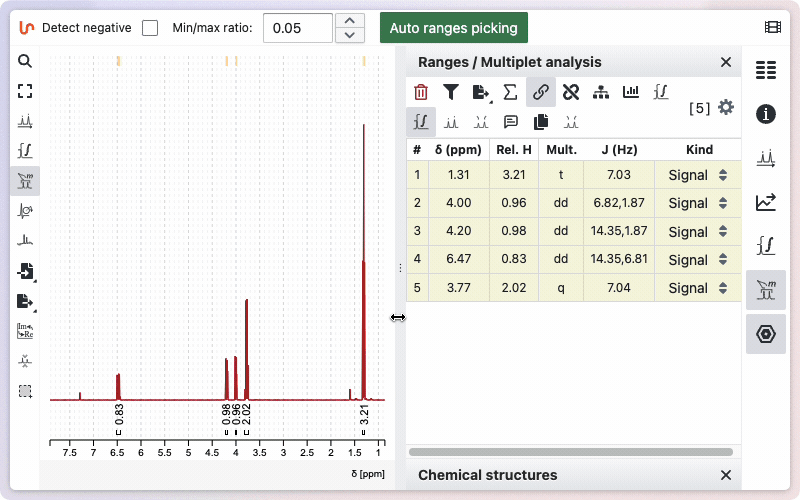 Detect negative Min/max ratio: 0.05 Auto ranges picking
Ranges / Multiplet analysis
[5]
# δ (ppm) Rel. H Mult. J (Hz) Kind
1 1.31 3.21 t 7.03 Signal
2 4.00 0.96 dd 6.82,1.87 Signal
3 4.20 0.98 dd 14.35,1.87 Signal
4 6.47 0.83 dd 14.35,6.81 Signal
5 3.77 2.02 q 7.04 Signal
0.83 0.98 0.96 2.02 3.21
7.5 7 6.5 6 5.5 5 4.5 4 3.5 3 2.5 2 1.5 1
δ [ppm]
Chemical structures